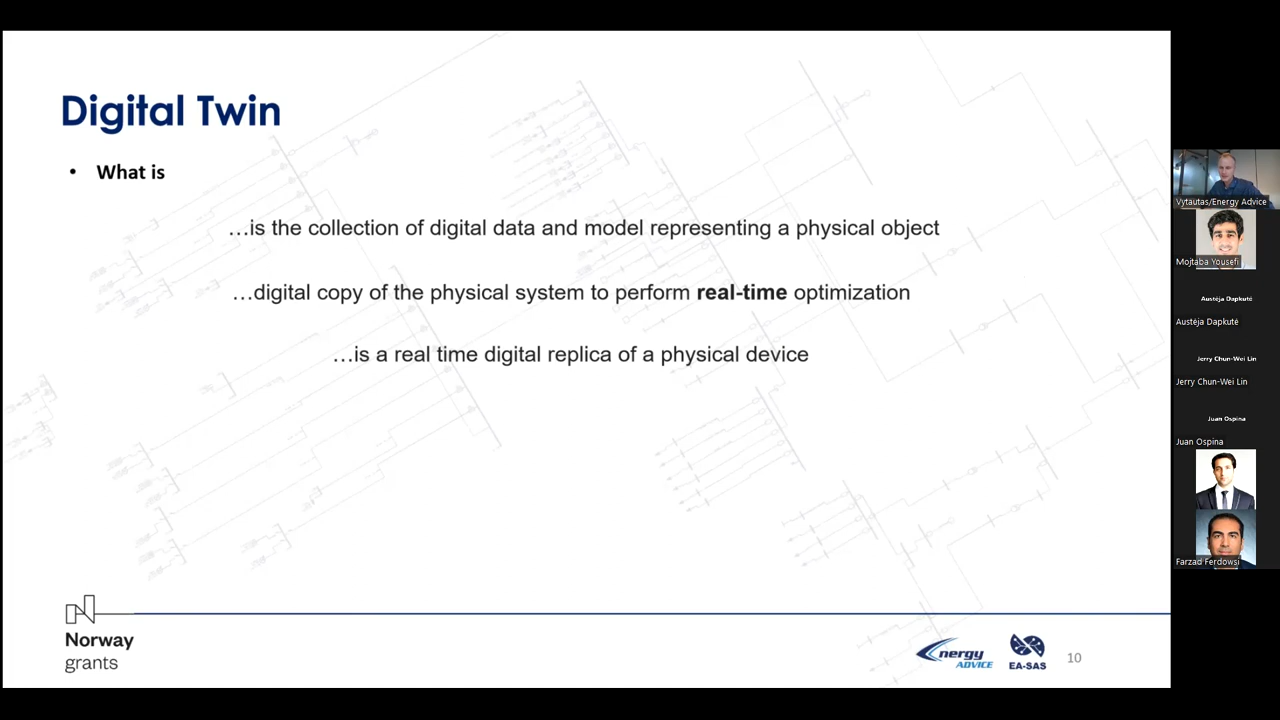 Digital Twin
• What is
…is the collection of digital data and model representing a physical object
…digital copy of the physical system to perform real-time optimization
…is a real time digital replica of a physical device
Norway
grants
nergy
ADVICE
EA-SAS
10
Vytautas/Energy Advice
Mojtaba Yousefi
Austėja Dapkutė
Austėja Dapkutė
Jerry Chun-Wei Lin
Jerry Chun-Wei Lin
Juan Ospina
Juan Ospina
Farzad Ferdowsi